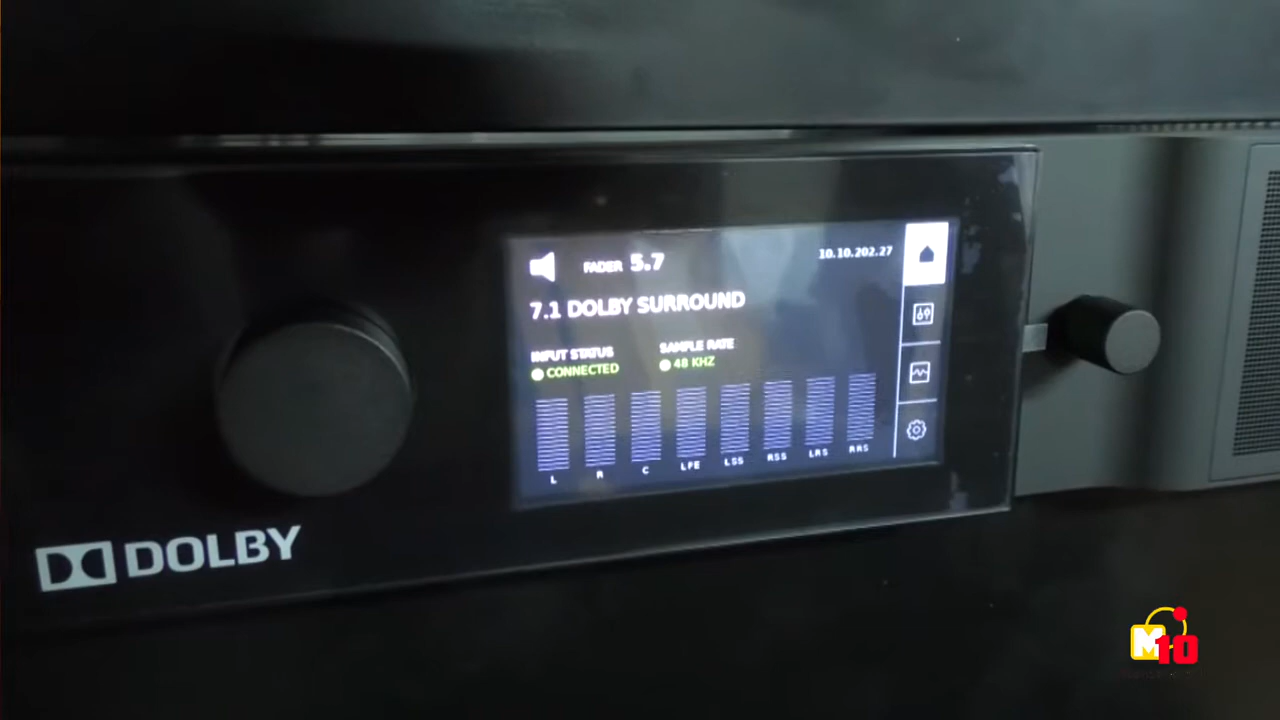 FADER 5.7
10.10.202.27
7.1 DOLBY SURROUND
INPUT STATUS
CONNECTED
SAMPLE RATE
48 KHZ
L R C LFE LSS RSS LRS RRS
DOLBY
M10